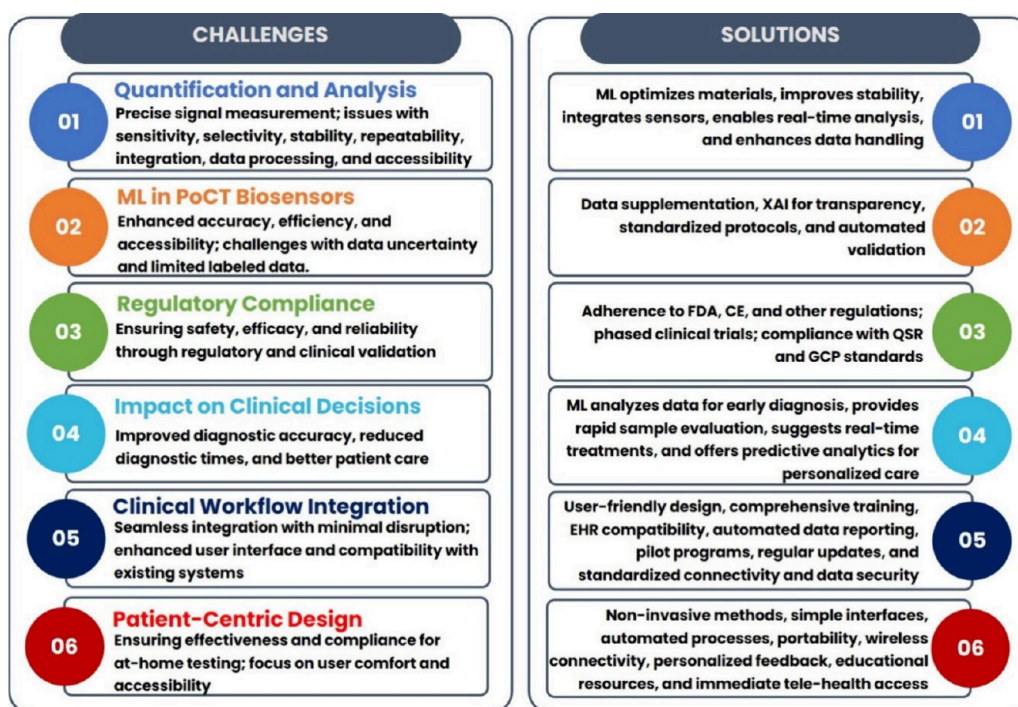 CHALLENGES
01
Quantification and Analysis
Precise signal measurement; issues with
sensitivity, selectivity, stability, repeatability,
integration, data processing, and accessibility
02
ML in PoCT Biosensors
Enhanced accuracy, efficiency, and
accessibility; challenges with data uncertainty
and limited labeled data.
03
Regulatory Compliance
Ensuring safety, efficacy, and reliability
through regulatory and clinical validation
04
Impact on Clinical Decisions
Improved diagnostic accuracy, reduced
diagnostic times, and better patient care
05
Clinical Workflow Integration
Seamless integration with minimal disruption;
enhanced user interface and compatibility with
existing systems
06
Patient-Centric Design
Ensuring effectiveness and compliance for
at-home testing; focus on user comfort and
accessibility
SOLUTIONS
ML optimizes materials, improves stability,
integrates sensors, enables real-time analysis,
and enhances data handling
01
Data supplementation, XAI for transparency,
standardized protocols, and automated
validation
02
Adherence to FDA, CE, and other regulations;
phased clinical trials; compliance with QSR
and GCP standards
03
ML analyzes data for early diagnosis, provides
rapid sample evaluation, suggests real-time
treatments, and offers predictive analytics for
personalized care
04
User-friendly design, comprehensive training,
EHR compatibility, automated data reporting,
pilot programs, regular updates, and
standardized connectivity and data security
05
Non-invasive methods, simple interfaces,
automated processes, portability, wireless
connectivity, personalized feedback, educational
resources, and immediate tele-health access
06